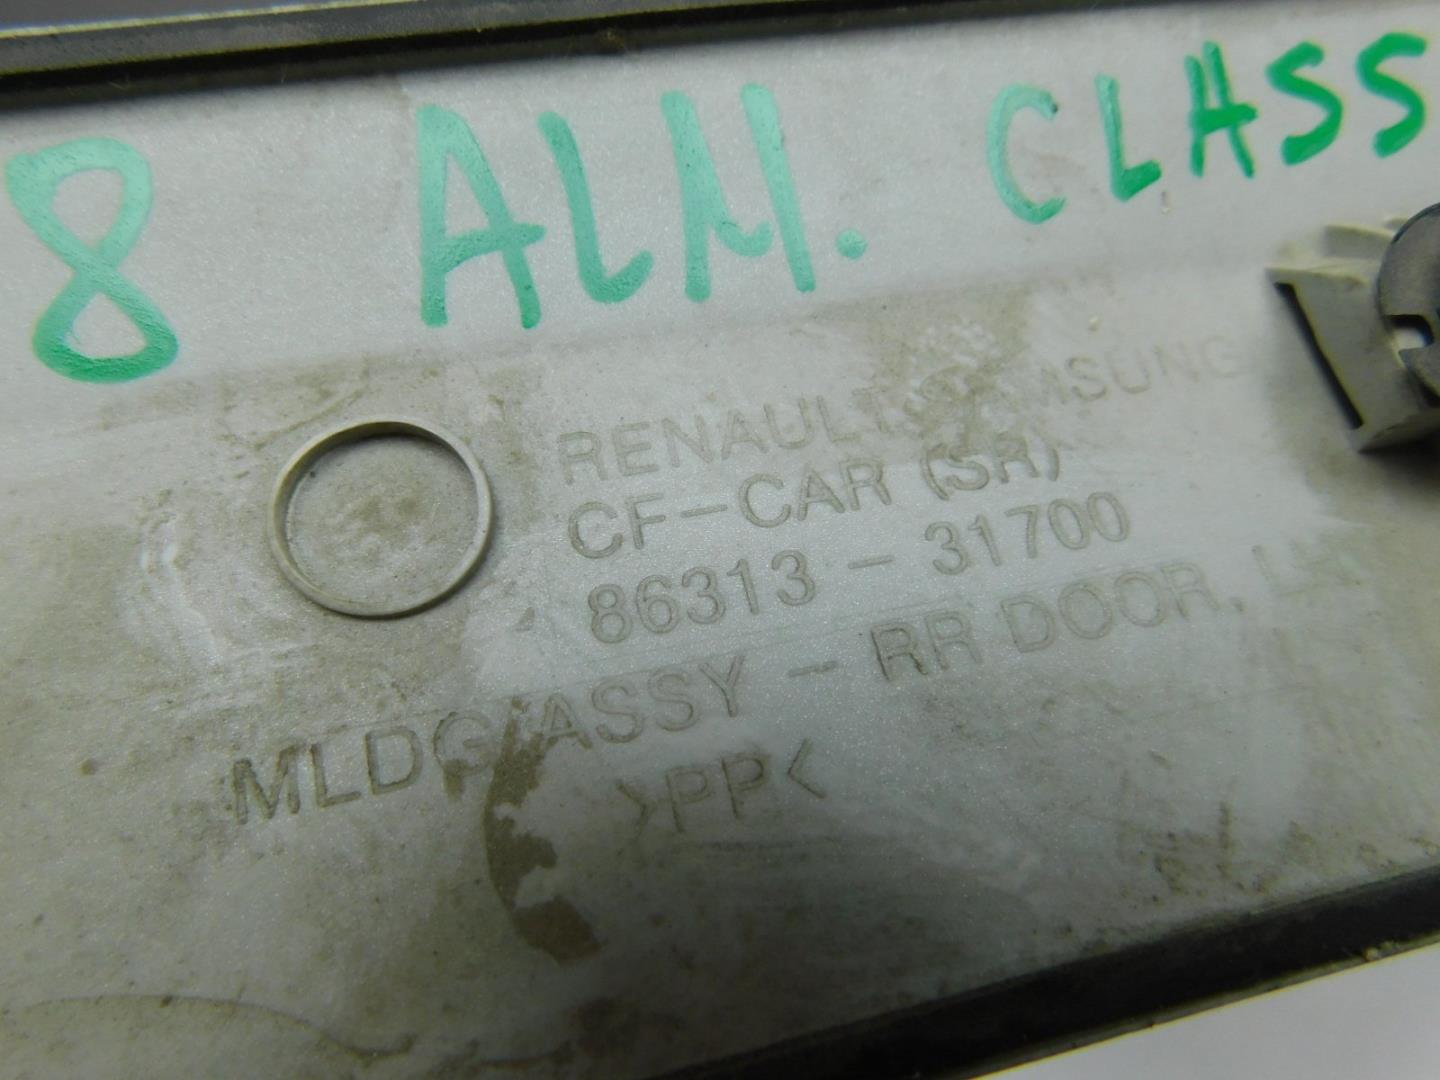 8 ALM. CLASS
RENAULT SAMSUNG
CF-CAR (SR)
86313-31700
MLDG/ASSY - RR DOOR, LH
>PP<